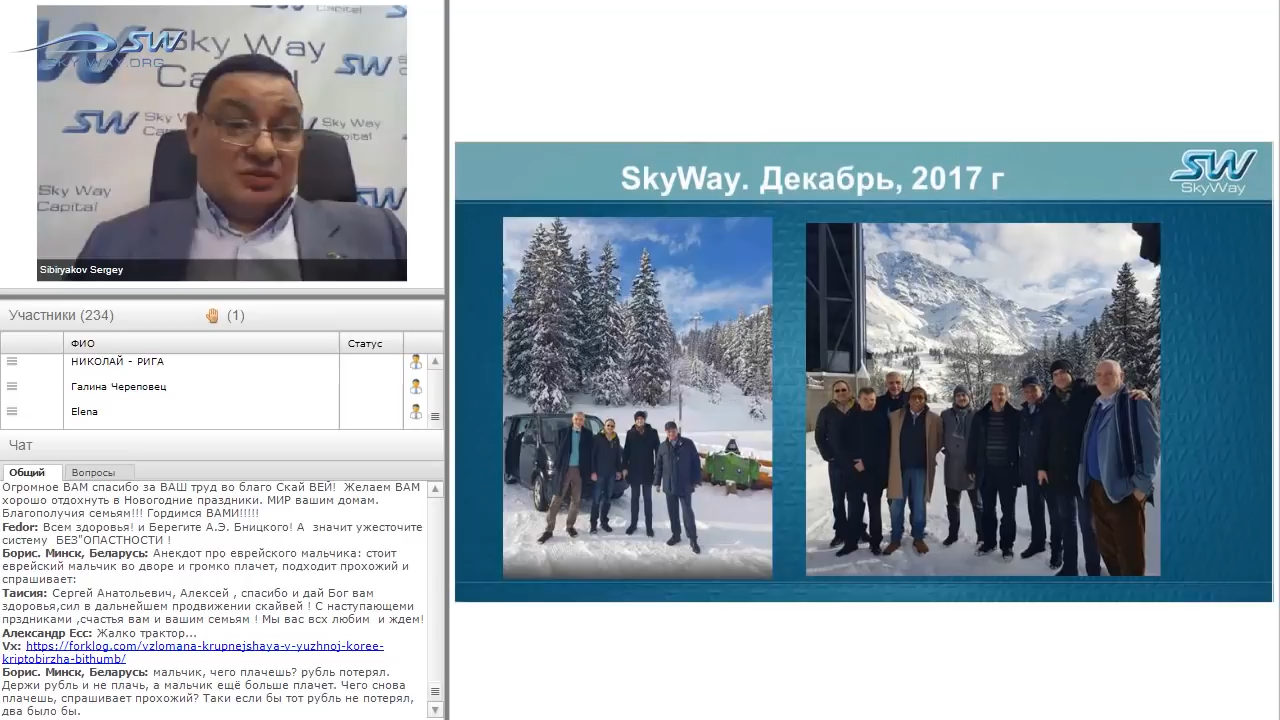 SW
SKY WAY.ORG
Sky Way
Capital
SW
SW
Sky Way
Capital
Sky Way
Capital
SW
Sibiryakov Sergey
SkyWay. Декабрь, 2017 г
SW
SkyWay
Участники (234)
(1)
ФИО
Статус
НИКОЛАЙ - РИГА
Галина Череповец
Elena
Чат
Общий
Вопросы
Огромное ВАМ спасибо за ВАШ труд во благо Скай ВЕЙ! Желаем ВАМ
хорошо отдохнуть в Новогодние праздники. МИР вашим домам.
Благополучия семьям!!! Гордимся ВАМИ!!!!!
Fedor: Всем здоровья! и Берегите А.Э. Бницкого! А значит ужесточите
систему БЕЗ"ОПАСТНОСТИ !
Борис. Минск, Беларусь: Анекдот про еврейского мальчика: стоит
еврейский мальчик во дворе и громко плачет, подходит прохожий и
спрашивает:
Таисия: Сергей Анатольевич, Алексей , спасибо и дай Бог вам
здоровья,сил в дальнейшем продвижении скайвей ! С наступающеми
прздниками ,счастья вам и вашим семьям ! Мы вас всх любим и ждем!
Александр Есс: Жалко трактор...
Vx: https://forklog.com/vzlomana-krupnejshaya-v-yuzhnoj-koree-
kriptobirzha-bithumb/
Борис. Минск, Беларусь: мальчик, чего плачешь? рубль потерял.
Держи рубль и не плачь, а мальчик ещё больше плачет. Чего снова
плачешь, спрашивает прохожий? Таки если бы тот рубль не потерял,
два было бы.